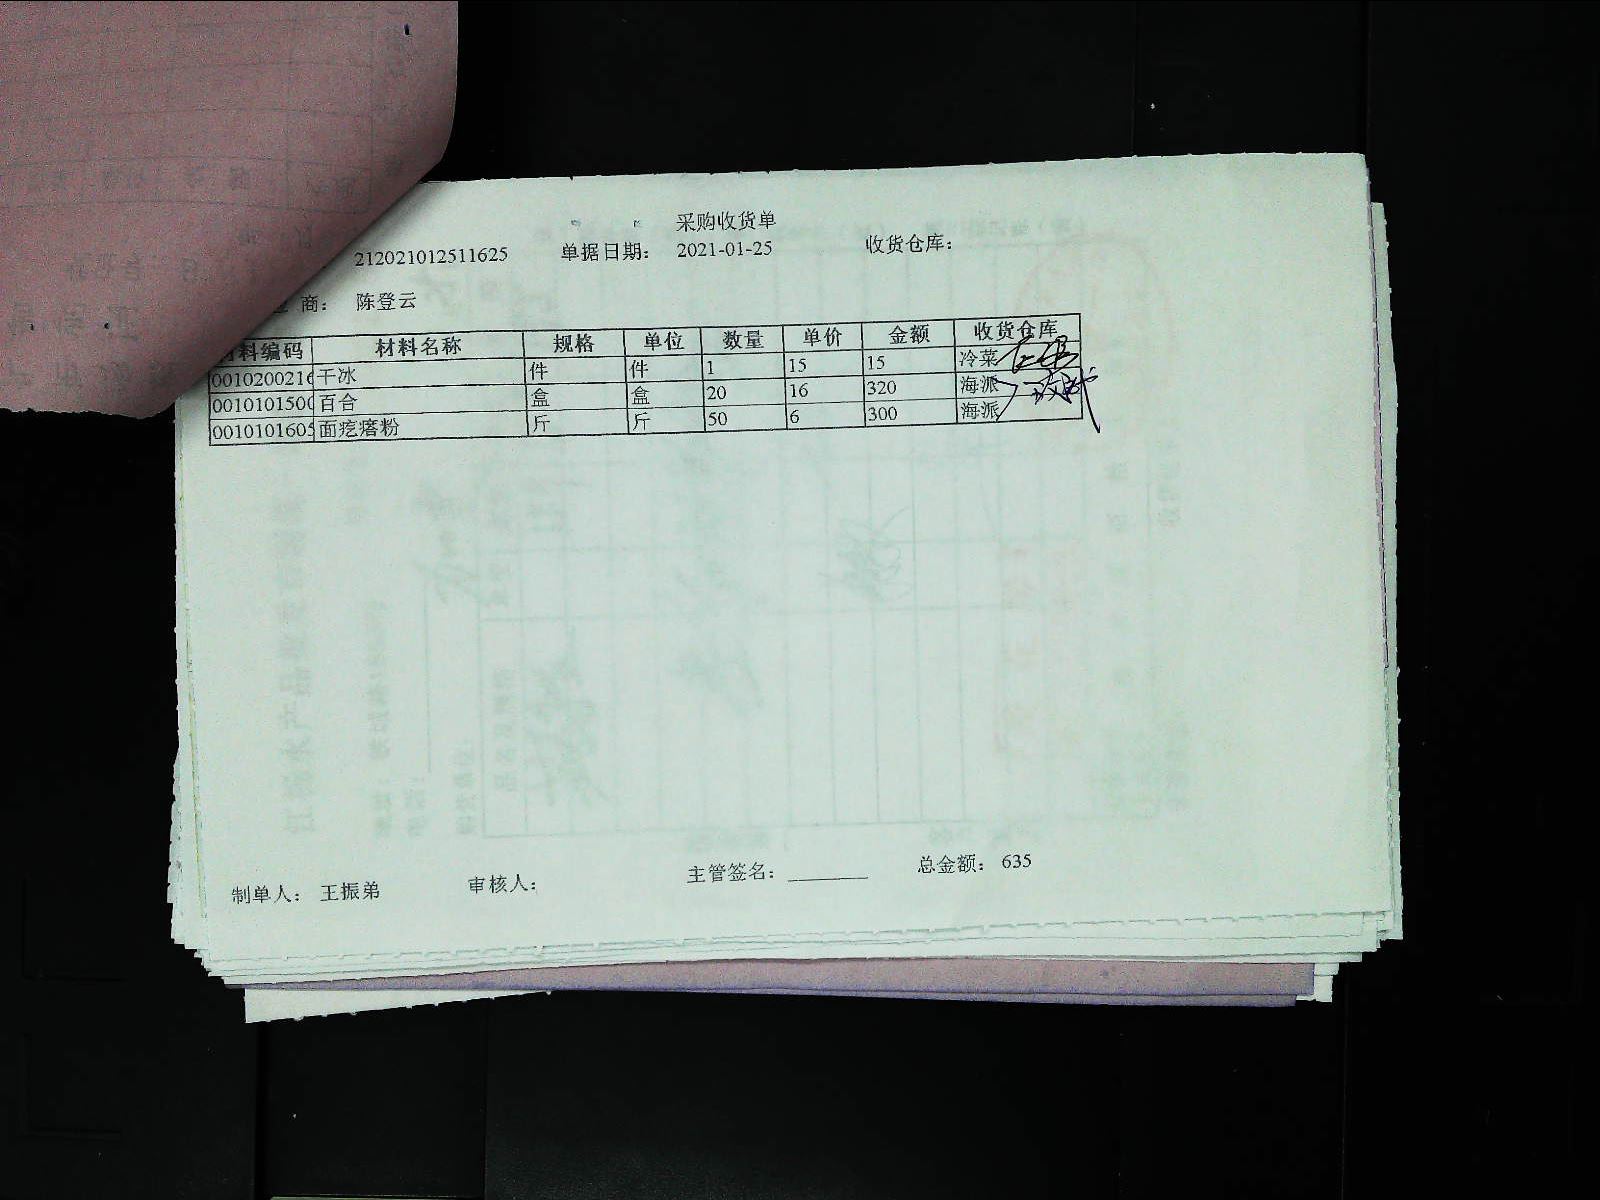 采购收货单
212021012511625 单据日期： 2021-01-25 收货仓库：
商： 陈登云
材料编码 材料名称 规格 单位 数量 单价 金额 收货仓库
0010200216 干冰 件 件 1 15 15 冷菜
0010101500 百合 盒 盒 20 16 320 海派
0010101605 面疙瘩粉 斤 斤 50 6 300 海派
制单人： 王振弟 审核人： 主管签名： 总金额： 635